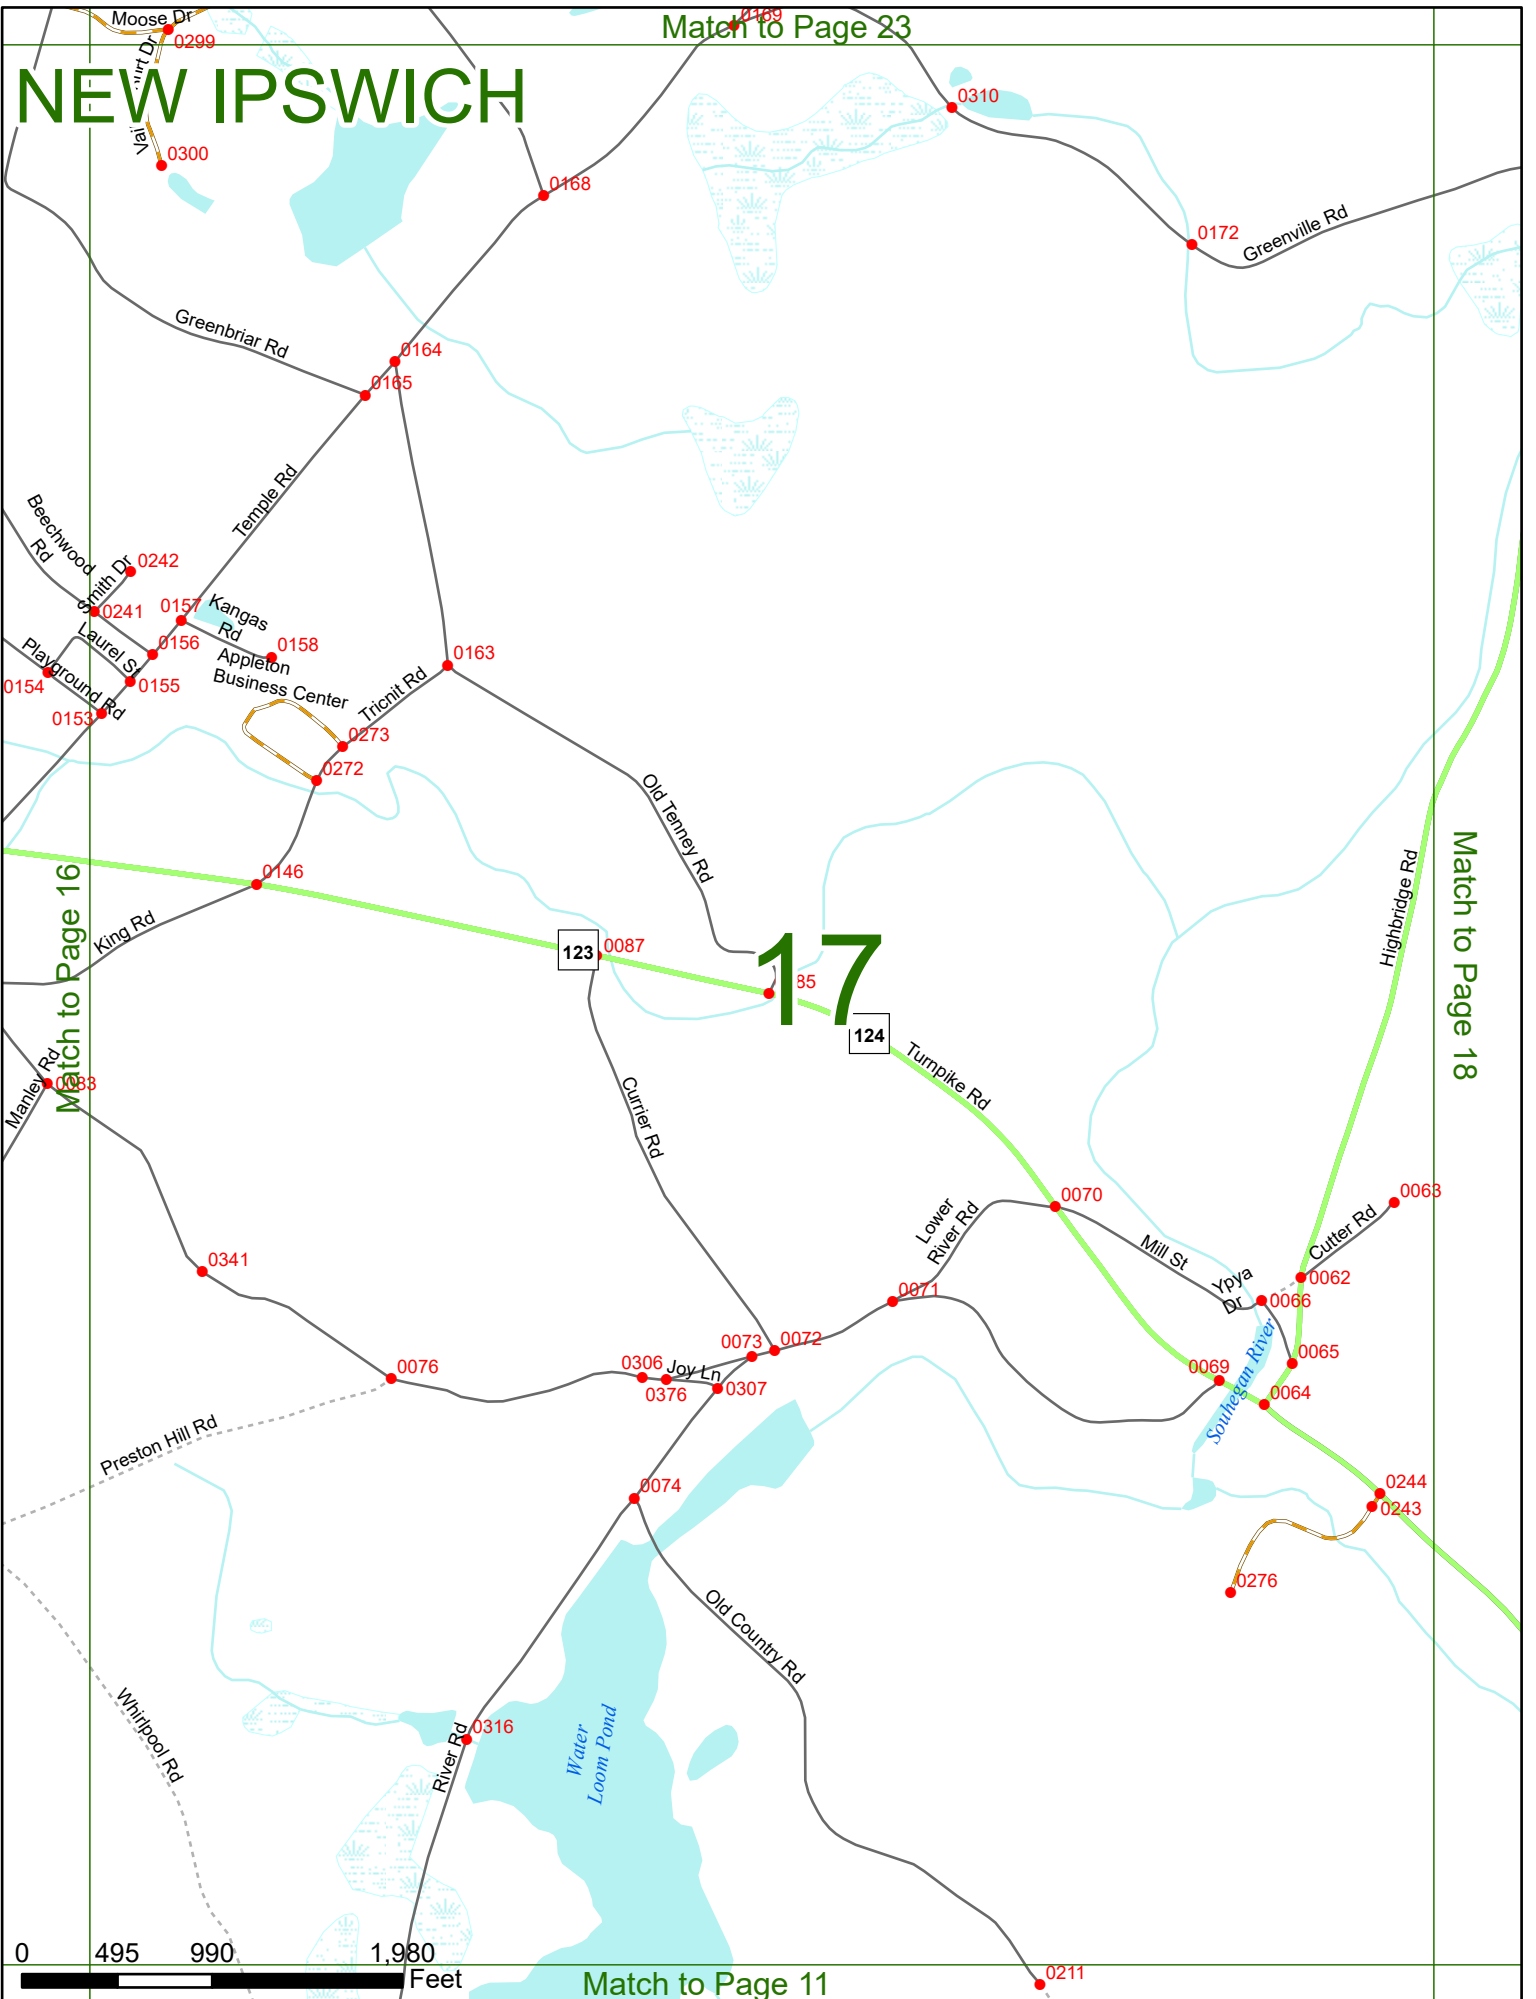 Moose Dr
0299
0169
Match to Page 23
NEW IPSWICH
0310
0300
0168
0172
Greenville Rd
Greenbriar Rd
0164
0165
Temple Rd
Beechwood
Rd
Smith Dr
0242
0241
0157
Kangas
Rd
0156
0158
Laurel St
Playground Rd
0154
0155
0153
Appleton
Business Center
0163
Tricnit Rd
0273
0272
Old Tenney Rd
Highbridge Rd
Match to Page 16
Match to Page 18
0146
King Rd
123
0087
17
85
124
Turnpike Rd
Manley Rd
0083
Currier Rd
0070
0063
Lower
River Rd
Mill St
Cutter Rd
0341
0062
Ypya
Dr
0066
0071
0073
0072
0065
0076
0306
Joy Ln
0376
0307
0069
0064
Souhegan River
Preston Hill Rd
0074
0244
0243
0276
Old Country Rd
Whirlpool Rd
0316
River Rd
Water
Loom Pond
0 495 990 1,980
Feet
Match to Page 11
0211